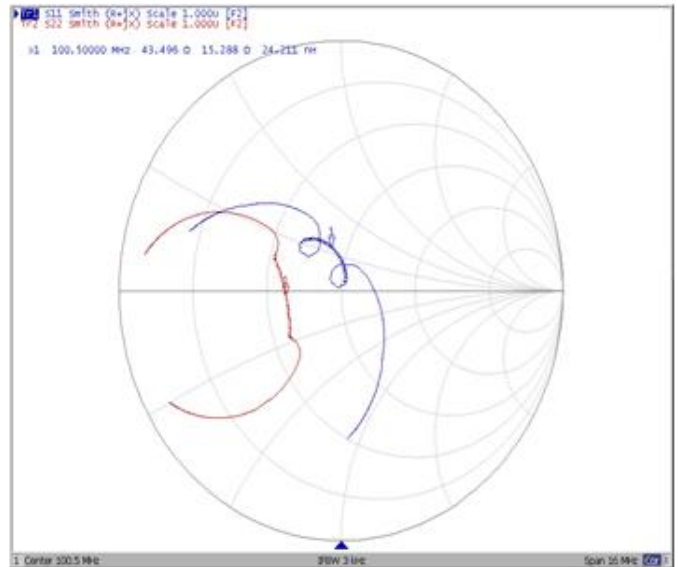 Tr1 S11 Smith (R+jX) Scale 1.000U [F2]
Tr2 S22 Smith (R+jX) Scale 1.000U [F2]
>1 100.50000 MHz 43.496 Ω 15.288 Ω 24.211 nH
1 Center 100.5 MHz IFBW 3 kHz Span 16 MHz Cor